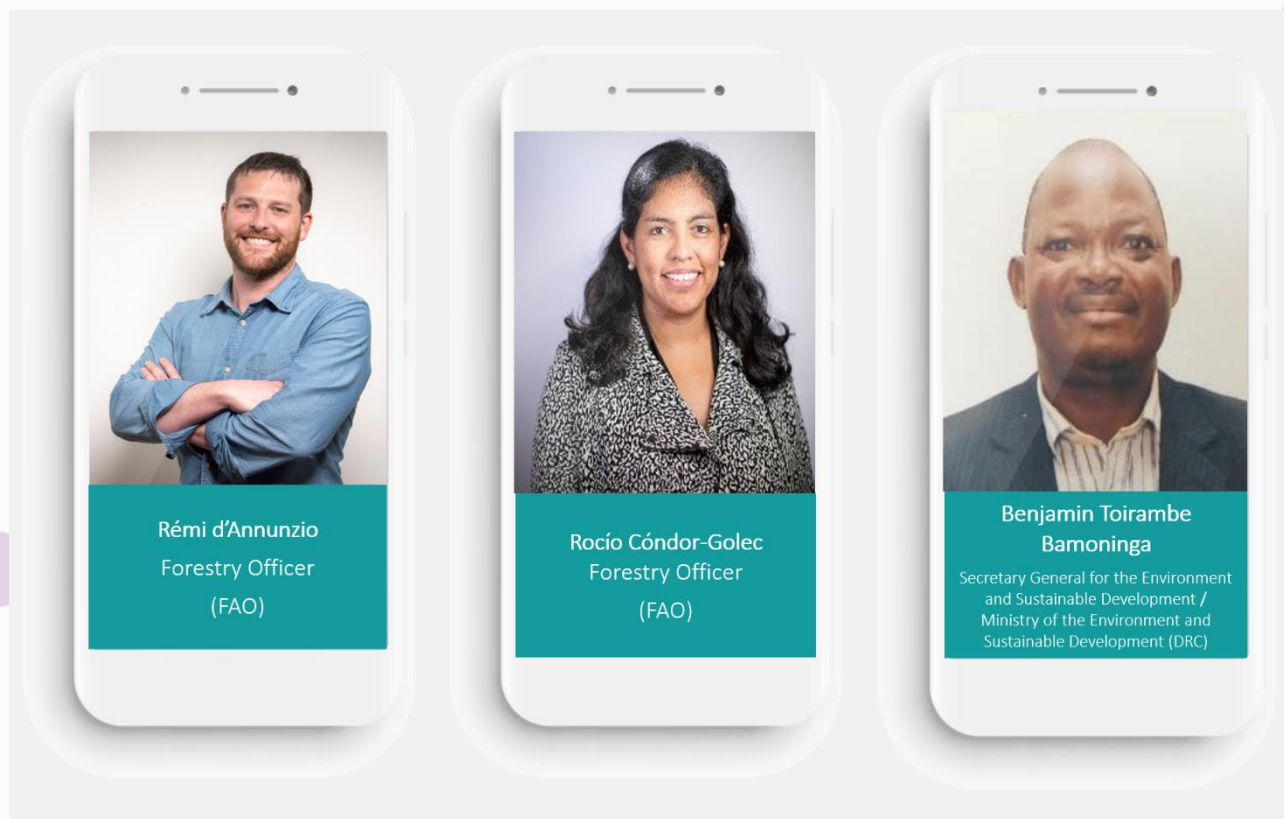 Rémi d’Annunzio
Forestry Officer
(FAO)
Rocío Cóndor-Golec
Forestry Officer
(FAO)
Benjamin Toirambe
Bamoninga
Secretary General for the Environment
and Sustainable Development /
Ministry of the Environment and
Sustainable Development (DRC)